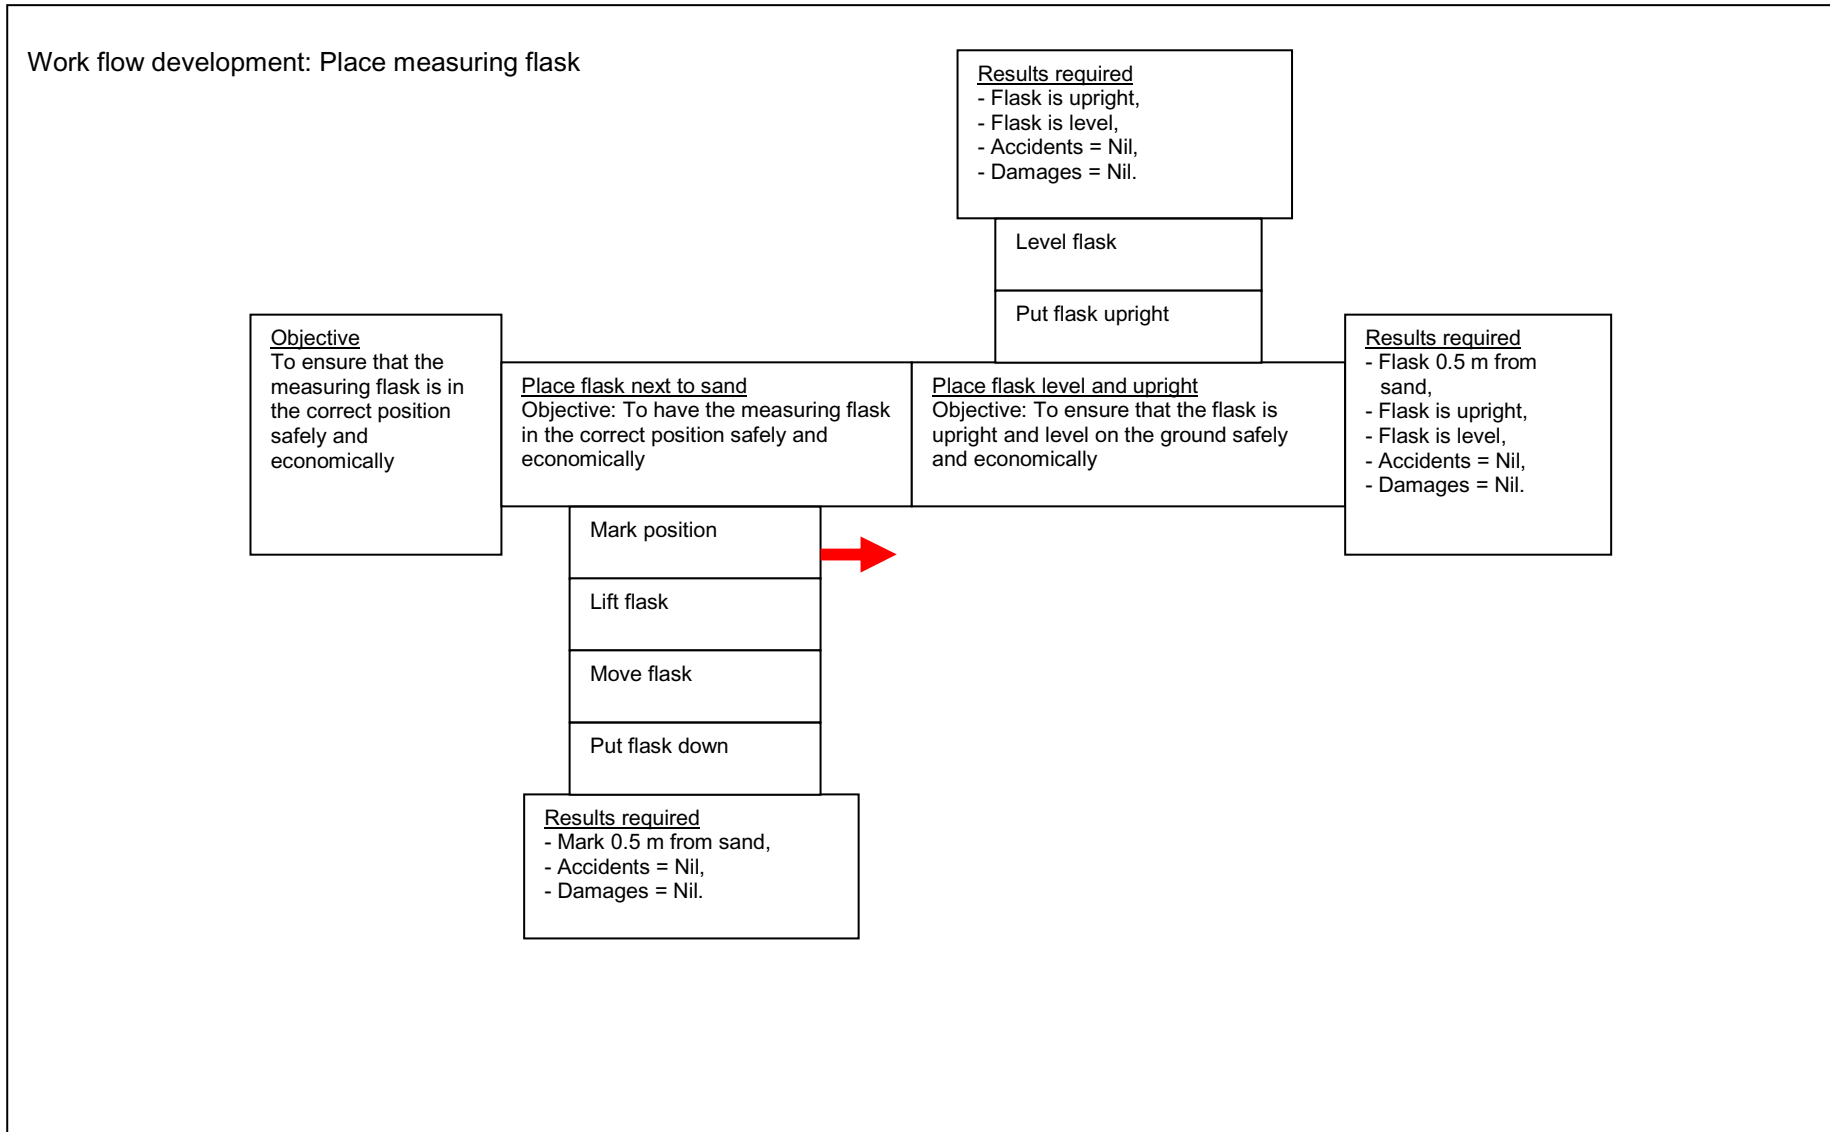 Work flow development: Place measuring flask
Results required
- Flask is upright,
- Flask is level,
- Accidents = Nil,
- Damages = Nil.
Level flask
Put flask upright
Objective
To ensure that the
measuring flask is in
the correct position
safely and
economically
Place flask next to sand
Objective: To have the measuring flask
in the correct position safely and
economically
Place flask level and upright
Objective: To ensure that the flask is
upright and level on the ground safely
and economically
Results required
- Flask 0.5 m from
sand,
- Flask is upright,
- Flask is level,
- Accidents = Nil,
- Damages = Nil.
Mark position
Lift flask
Move flask
Put flask down
Results required
- Mark 0.5 m from sand,
- Accidents = Nil,
- Damages = Nil.